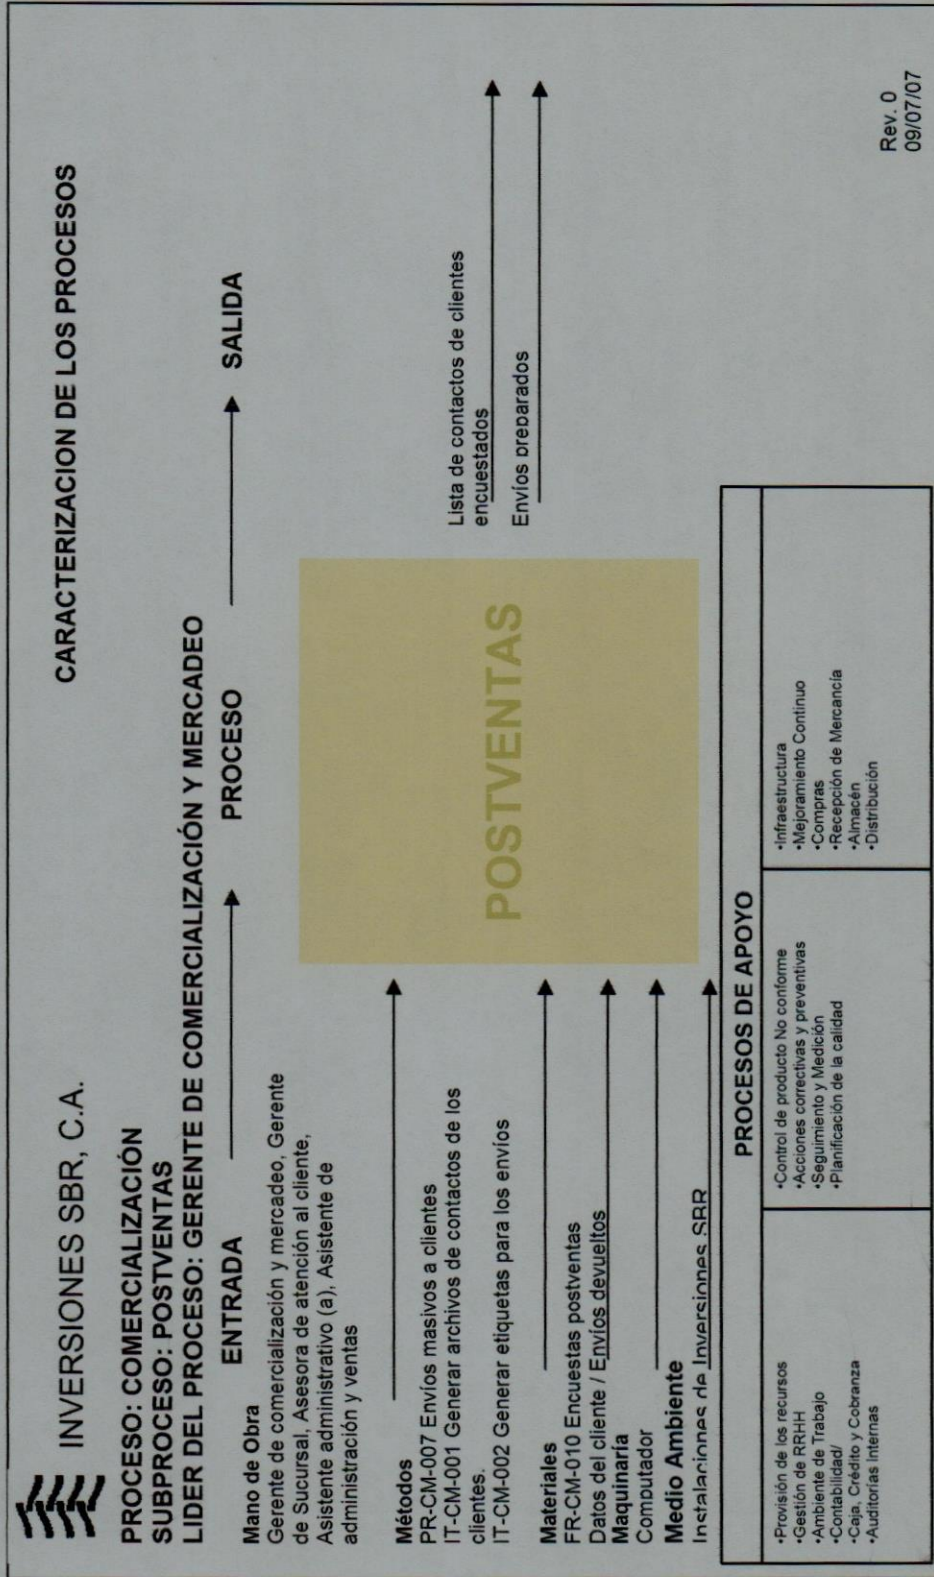 INVERSIONES SBR, C.A.
CARACTERIZACION DE LOS PROCESOS
PROCESO: COMERCIALIZACIÓN
SUBPROCESO: POSTVENTAS
LIDER DEL PROCESO: GERENTE DE COMERCIALIZACIÓN Y MERCADEO
ENTRADA
PROCESO
SALIDA
Mano de Obra
Gerente de comercialización y mercadeo, Gerente
de Sucursal, Asesora de atención al cliente,
Asistente administrativo (a), Asistente de
administración y ventas
Métodos
PR-CM-007 Envíos masivos a clientes
IT-CM-001 Generar archivos de contactos de los
clientes.
IT-CM-002 Generar etiquetas para los envíos
Materiales
FR-CM-010 Encuestas postventas
Datos del cliente / Envíos devueltos
Maquinaría
Computador
Medio Ambiente
Instalaciones de Inversiones SBR
POSTVENTAS
Lista de contactos de clientes
encuestados
Envíos preparados
PROCESOS DE APOYO
•Provisión de los recursos
•Gestión de RRHH
•Ambiente de Trabajo
•Contabilidad/
•Caja, Crédito y Cobranza
•Auditorías Internas
•Control de producto No conforme
•Acciones correctivas y preventivas
•Seguimiento y Medición
•Planificación de la calidad
•Infraestructura
•Mejoramiento Continuo
•Compras
•Recepción de Mercancía
•Almacén
•Distribución
Rev. 0
09/07/07